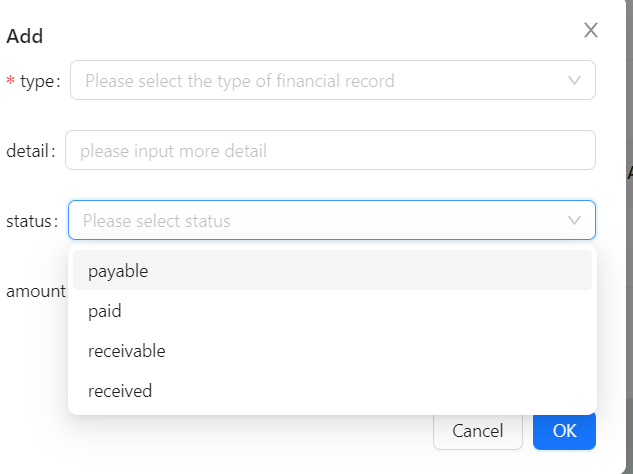 Add
* type: Please select the type of financial record
detail: please input more detail
status: Please select status
payable
amount
paid
receivable
received
Cancel OK